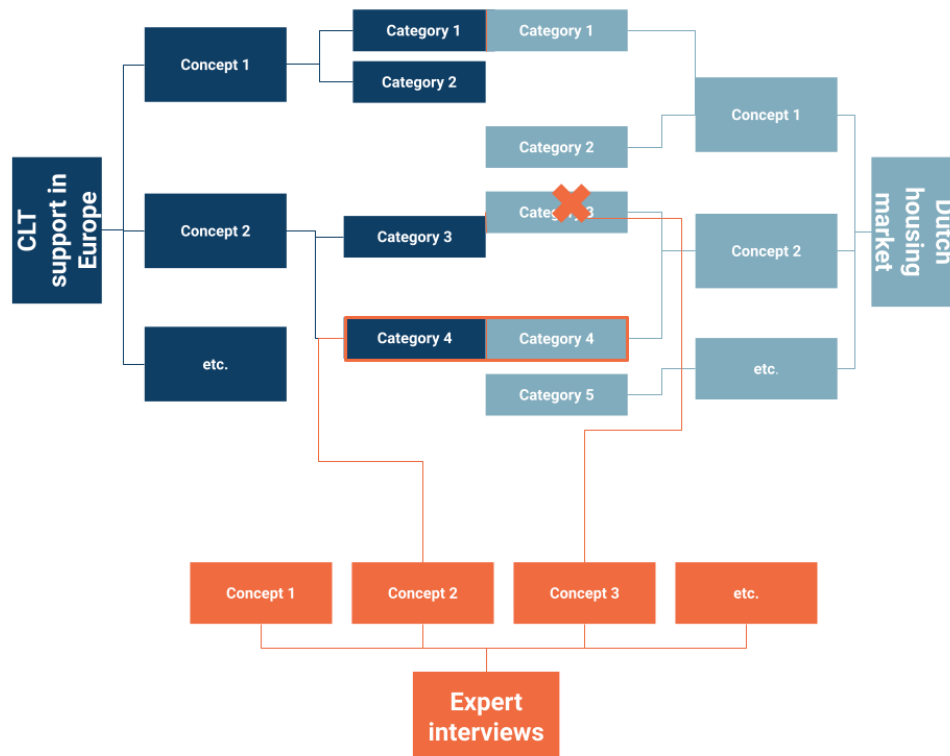 Category 1
Category 1
Concept 1
Category 2
Concept 1
Category 2
CLT
support in
Europe
Dutch
housing
market
Concept 2
Category 3
Category 3
Concept 2
Category 4
Category 4
etc.
etc.
Category 5
Concept 1
Concept 2
Concept 3
etc.
Expert
interviews